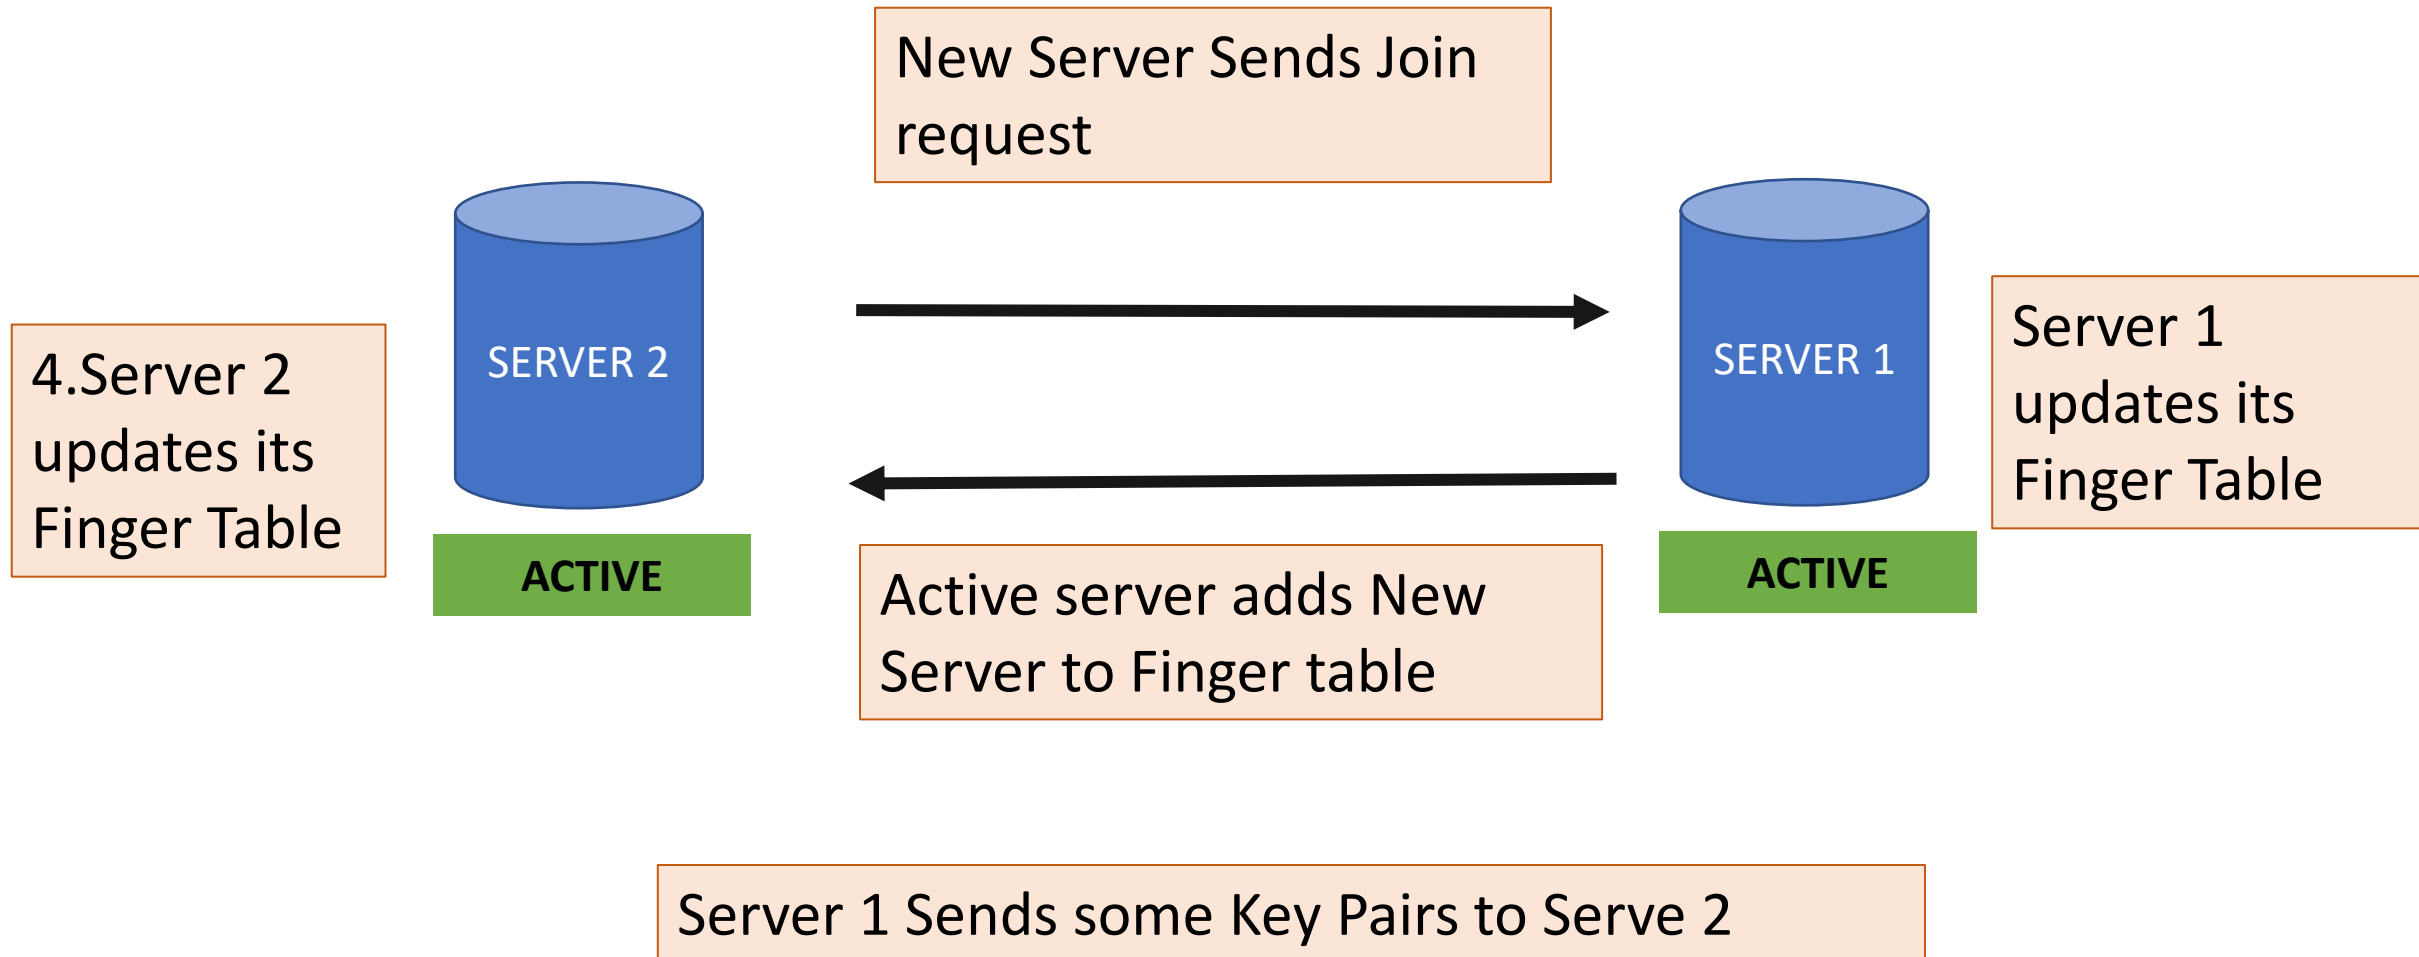 New Server Sends Join
request
SERVER 2
SERVER 1
4.Server 2
updates its
Finger Table
Server 1
updates its
Finger Table
ACTIVE
ACTIVE
Active server adds New
Server to Finger table
Server 1 Sends some Key Pairs to Serve 2